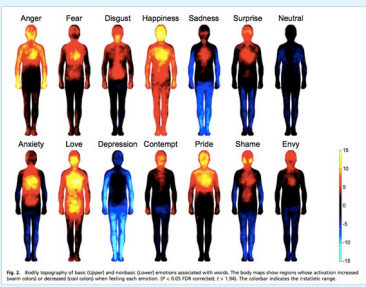 Anger Fear Disgust Happiness Sadness Surprise Neutral
Anxiety Love Depression Contempt Pride Shame Envy
15
10
5
0
-5
-10
-15
Fig. 2. Bodily topography of basic (Upper) and nonbasic (Lower) emotions associated with words. The body maps show regions whose activation increased
(warm colors) or decreased (cool colors) when feeling each emotion. (P < 0.05 FDR corrected; t > 1.94). The colorbar indicates the t-statistic range.